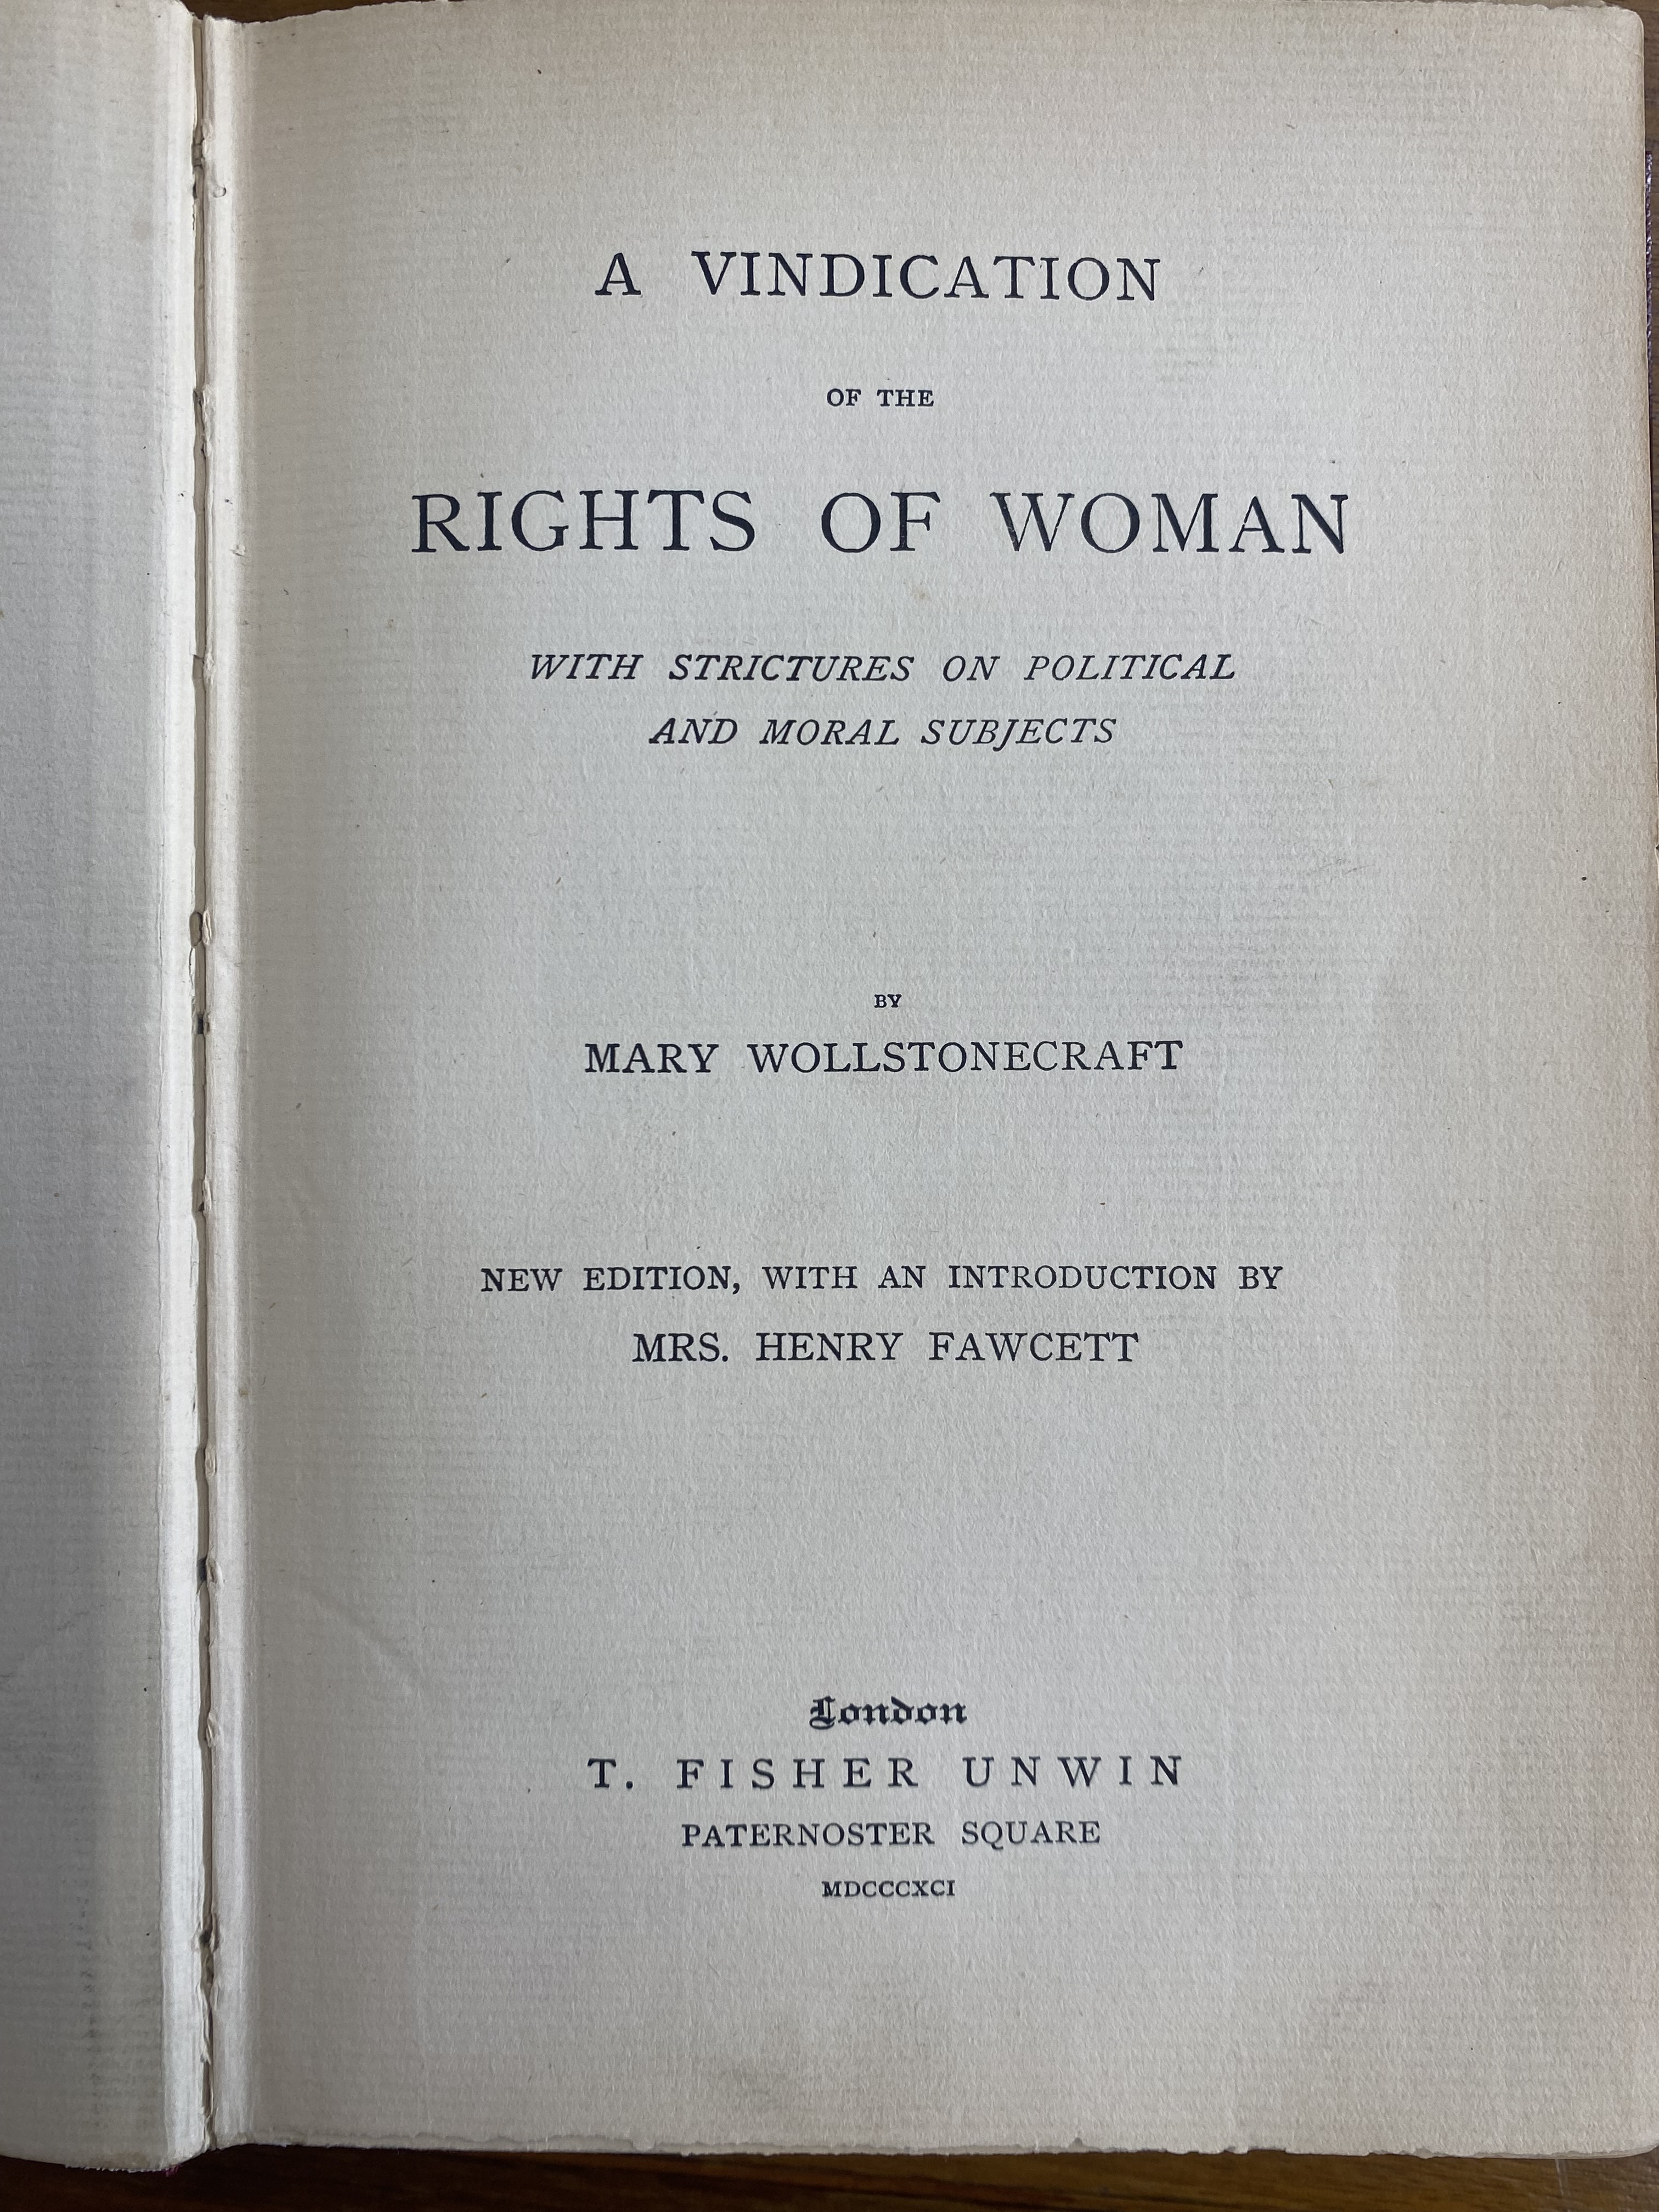 A VINDICATION
OF THE
RIGHTS OF WOMAN
WITH STRICTURES ON POLITICAL
AND MORAL SUBJECTS
BY
MARY WOLLSTONECRAFT
NEW EDITION, WITH AN INTRODUCTION BY
MRS. HENRY FAWCETT
London
T. FISHER UNWIN
PATERNOSTER SQUARE
MDCCCXCI